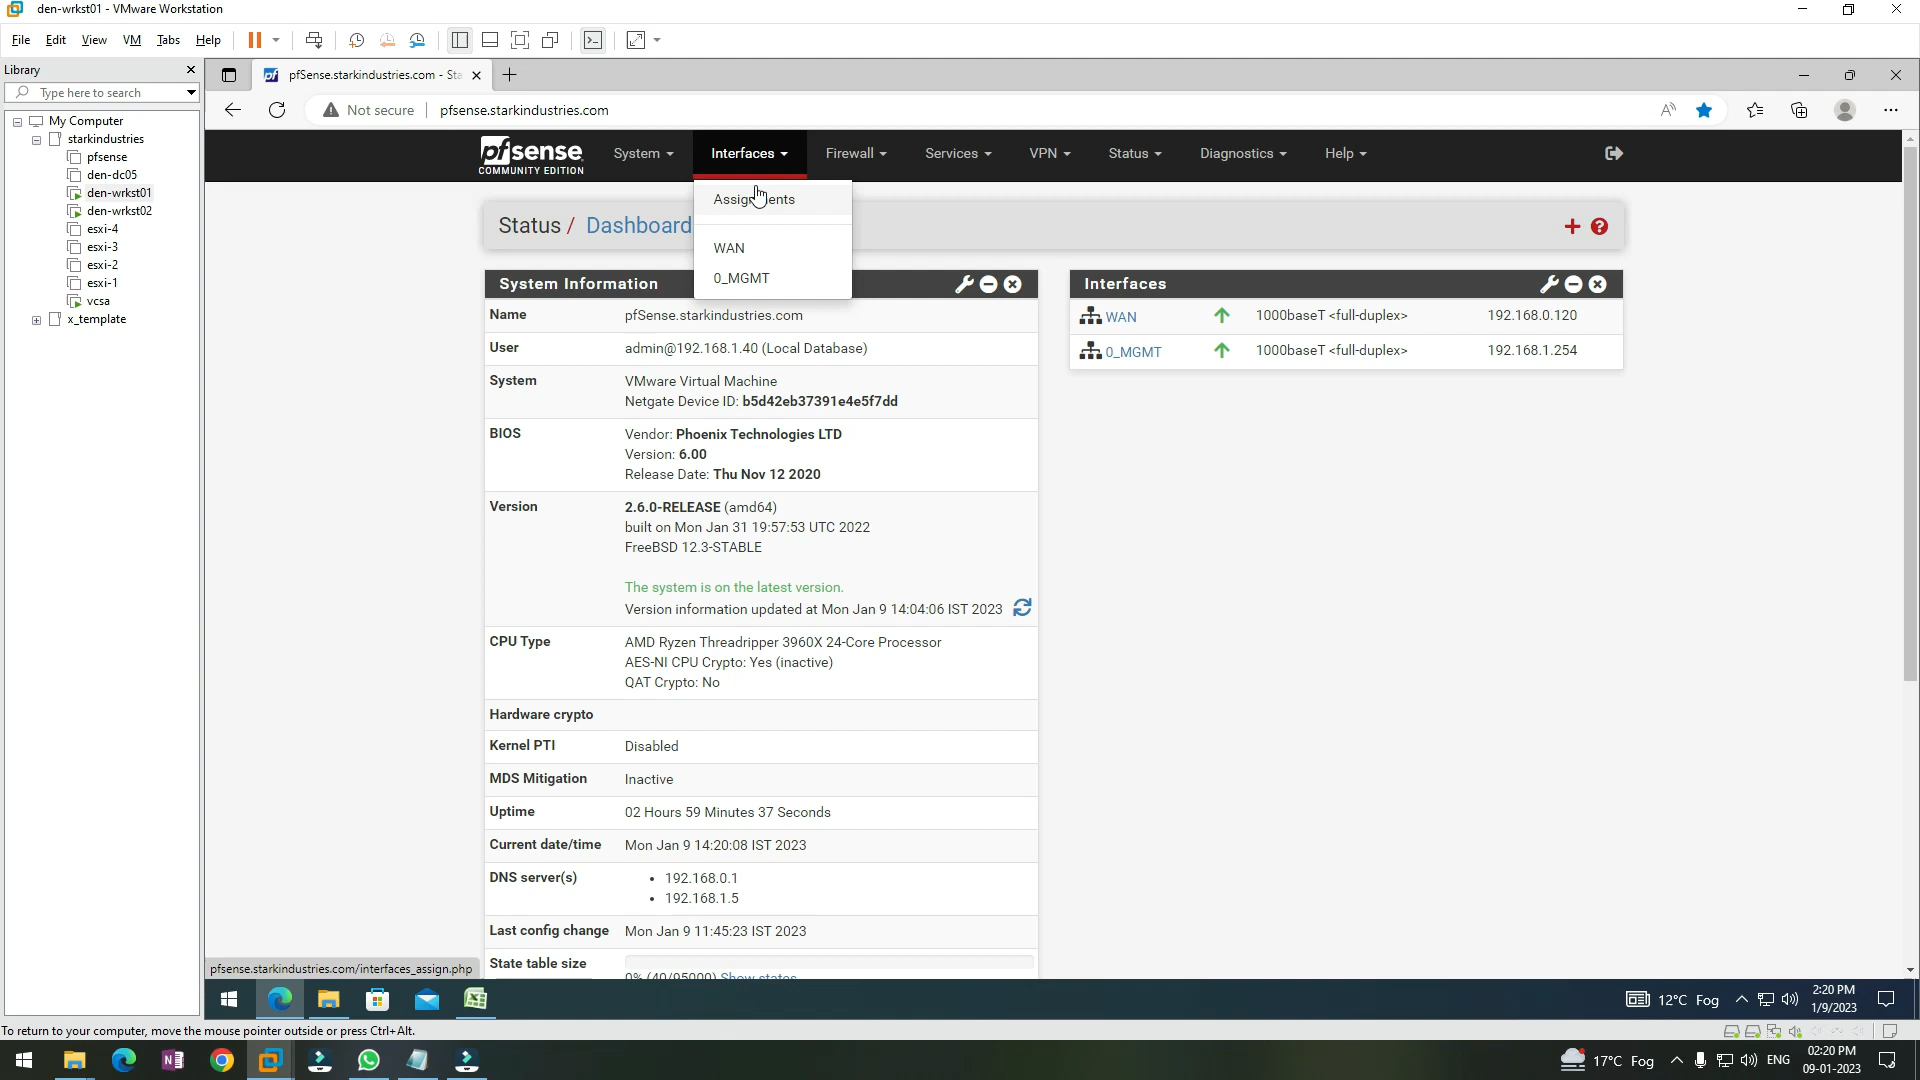 den-wrkst01 - VMware Workstation
File Edit View VM Tabs Help
Library
Type here to search
My Computer
starkindustries
pfsense
den-dc05
den-wrkst01
den-wrkst02
esxi-4
esxi-3
esxi-2
esxi-1
vcsa
x_template
pfSense.starkindustries.com - Sta
Not secure pfsense.starkindustries.com
pfsense
COMMUNITY EDITION
System Interfaces Firewall Services VPN Status Diagnostics Help
Assignments
WAN
0_MGMT
Status / Dashboard
System Information
Name pfSense.starkindustries.com
User admin@192.168.1.40 (Local Database)
System VMware Virtual Machine
Netgate Device ID: b5d42eb37391e4e5f7dd
BIOS Vendor: Phoenix Technologies LTD
Version: 6.00
Release Date: Thu Nov 12 2020
Version 2.6.0-RELEASE (amd64)
built on Mon Jan 31 19:57:53 UTC 2022
FreeBSD 12.3-STABLE
The system is on the latest version.
Version information updated at Mon Jan 9 14:04:06 IST 2023
CPU Type AMD Ryzen Threadripper 3960X 24-Core Processor
AES-NI CPU Crypto: Yes (inactive)
QAT Crypto: No
Hardware crypto
Kernel PTI Disabled
MDS Mitigation Inactive
Uptime 02 Hours 59 Minutes 37 Seconds
Current date/time Mon Jan 9 14:20:08 IST 2023
DNS server(s) • 192.168.0.1
• 192.168.1.5
Last config change Mon Jan 9 11:45:23 IST 2023
State table size
0% (40/95000) Show states
Interfaces
WAN 1000baseT <full-duplex> 192.168.0.120
0_MGMT 1000baseT <full-duplex> 192.168.1.254
pfsense.starkindustries.com/interfaces_assign.php
12°C Fog
2:20 PM
1/9/2023
To return to your computer, move the mouse pointer outside or press Ctrl+Alt.
17°C Fog
ENG
02:20 PM
09-01-2023